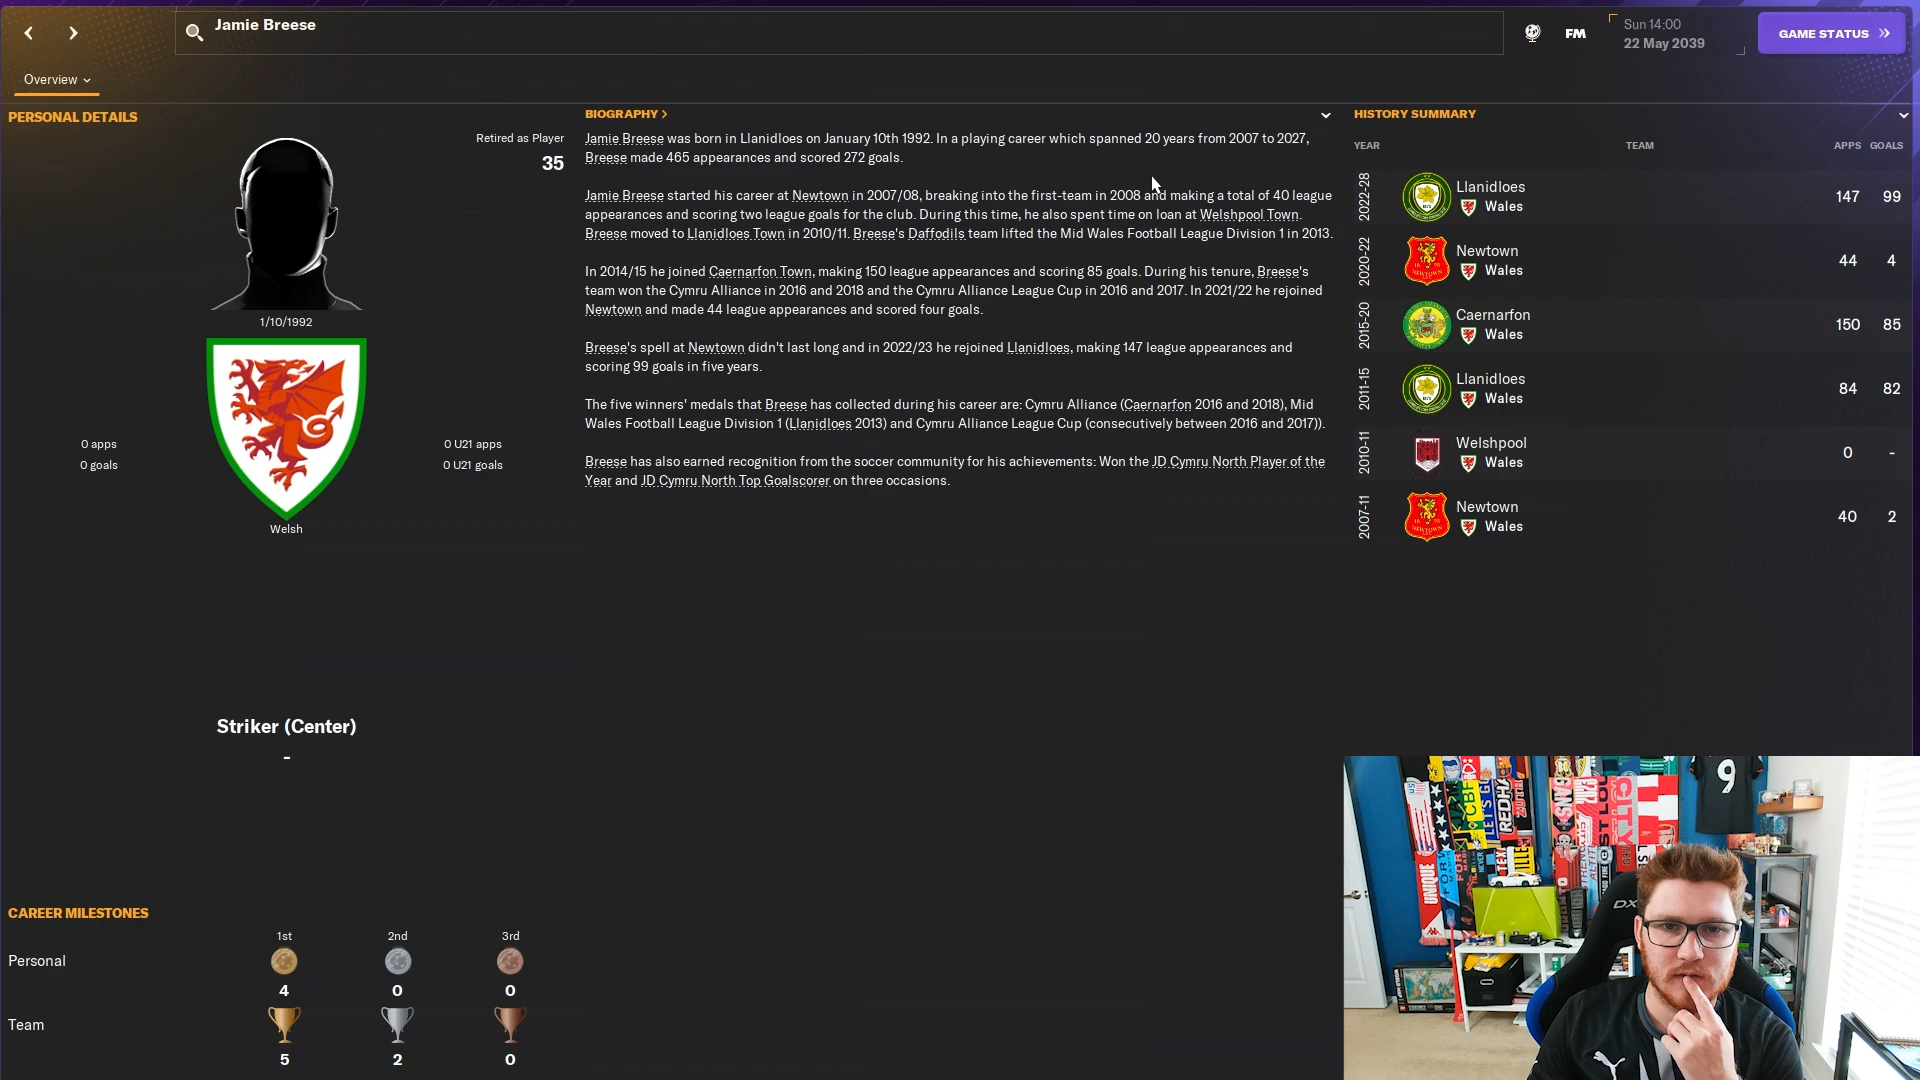 Jamie Breese
FM
Sun 14:00
22 May 2039
GAME STATUS
Overview
PERSONAL DETAILS
Retired as Player
35
1/10/1992
0 apps
0 goals
0 U21 apps
0 U21 goals
Welsh
Striker (Center)
-
CAREER MILESTONES
1st 2nd 3rd
Personal
4 0 0
Team
5 2 0
BIOGRAPHY >
Jamie Breese was born in Llanidloes on January 10th 1992. In a playing career which spanned 20 years from 2007 to 2027,
Breese made 465 appearances and scored 272 goals.
Jamie Breese started his career at Newtown in 2007/08, breaking into the first-team in 2008 and making a total of 40 league
appearances and scoring two league goals for the club. During this time, he also spent time on loan at Welshpool Town.
Breese moved to Llanidloes Town in 2010/11. Breese's Daffodils team lifted the Mid Wales Football League Division 1 in 2013.
In 2014/15 he joined Caernarfon Town, making 150 league appearances and scoring 85 goals. During his tenure, Breese's
team won the Cymru Alliance in 2016 and 2018 and the Cymru Alliance League Cup in 2016 and 2017. In 2021/22 he rejoined
Newtown and made 44 league appearances and scored four goals.
Breese's spell at Newtown didn't last long and in 2022/23 he rejoined Llanidloes, making 147 league appearances and
scoring 99 goals in five years.
The five winners' medals that Breese has collected during his career are: Cymru Alliance (Caernarfon 2016 and 2018), Mid
Wales Football League Division 1 (Llanidloes 2013) and Cymru Alliance League Cup (consecutively between 2016 and 2017)).
Breese has also earned recognition from the soccer community for his achievements: Won the JD Cymru North Player of the
Year and JD Cymru North Top Goalscorer on three occasions.
HISTORY SUMMARY
YEAR TEAM APPS GOALS
2022-28 Llanidloes 147 99
Wales
2020-22 Newtown 44 4
Wales
2015-20 Caernarfon 150 85
Wales
2011-15 Llanidloes 84 82
Wales
2010-11 Welshpool 0 -
Wales
2007-11 Newtown 40 2
Wales
9
CBF
LET'S G
REDHA
CITY
ST LOU
UNIQUE
NEVER
TEX
DX